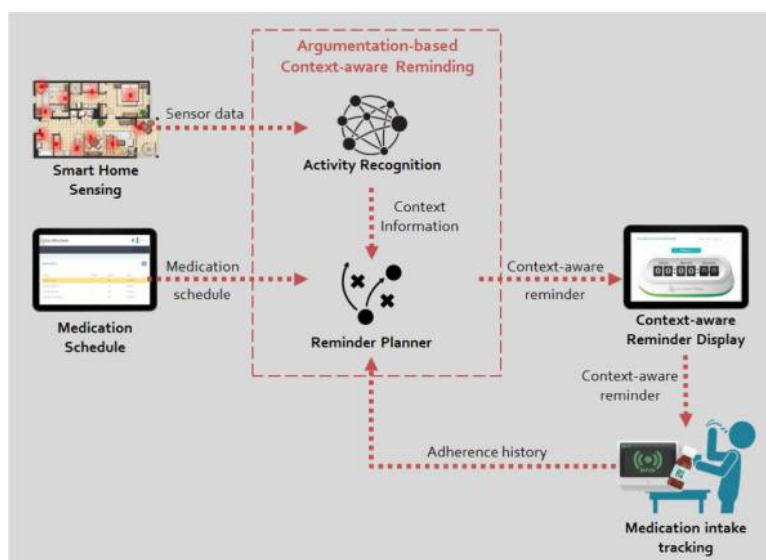 Argumentation-based
Context-aware Reminding
Sensor data
Smart Home
Sensing
Activity Recognition
Context
Information
Medication
schedule
Medication
Schedule
Reminder Planner
Context-aware
reminder
Context-aware
Reminder Display
Context-aware
reminder
Adherence history
Medication intake
tracking